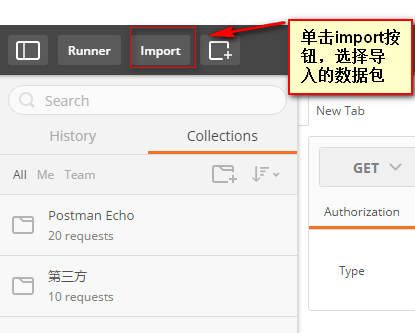 Runner
Import
单击import按
钮，选择导
入的数据包
Search
History
Collections
All Me Team
Postman Echo
20 requests
第三方
10 requests
New Tab
GET
Authorization
Type